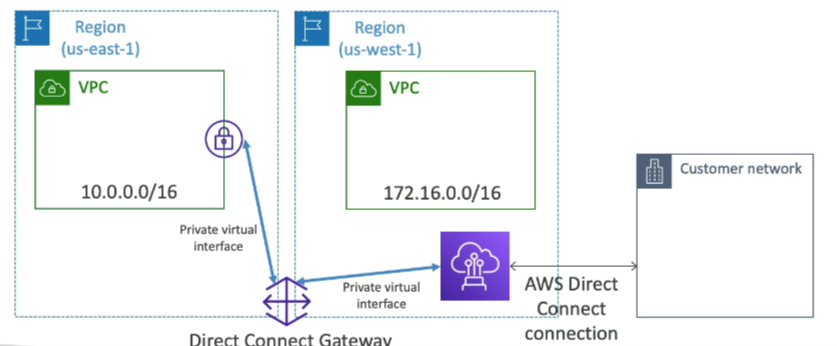 Region
(us-east-1)
Region
(us-west-1)
VPC
VPC
Customer network
10.0.0.0/16
172.16.0.0/16
Private virtual
interface
Private virtual
interface
AWS Direct
Connect
connection
Direct Connect Gateway